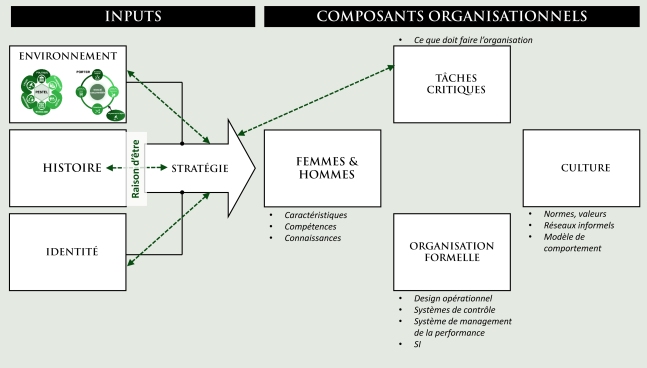 INPUTS
COMPOSANTS ORGANISATIONNELS
ENVIRONNEMENT
PESTEL
PORTER
HISTOIRE
IDENTITÉ
Raison d'être
STRATÉGIE
FEMMES &
HOMMES
• Caractéristiques
• Compétences
• Connaissances
• Ce que doit faire l'organisation
TÂCHES
CRITIQUES
ORGANISATION
FORMELLE
• Design opérationnel
• Systèmes de contrôle
• Système de management
de la performance
• SI
CULTURE
• Normes, valeurs
• Réseaux informels
• Modèle de
comportement